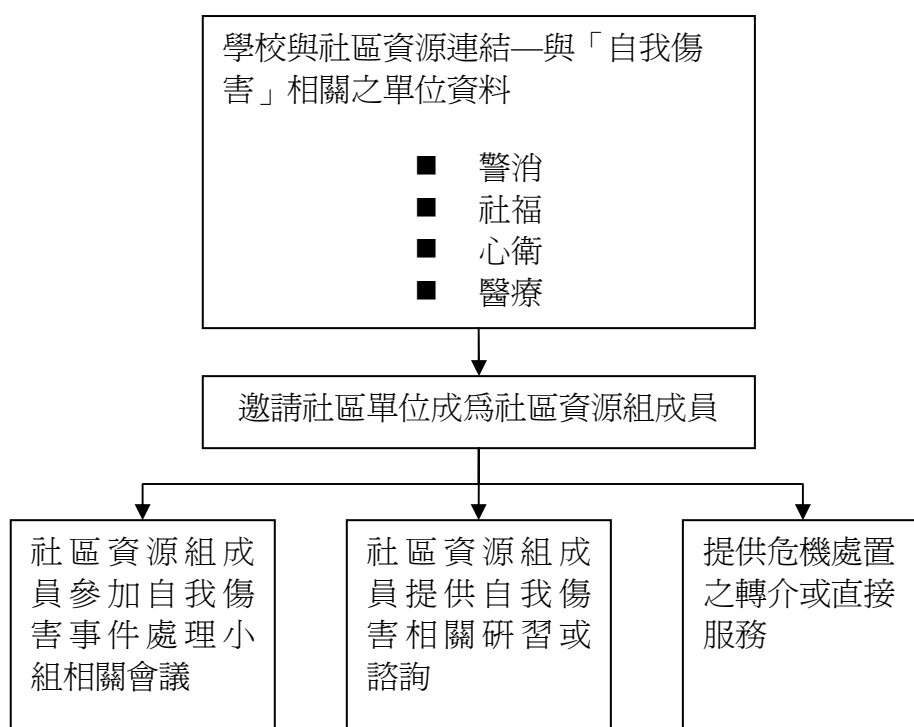 學校與社區資源連結—與「自我傷
害」相關之單位資料
■ 警消
■ 社福
■ 心衛
■ 醫療
邀請社區單位成為社區資源組成員
社區資源組成
員參加自我傷
害事件處理小
組相關會議
社區資源組成
員提供自我傷
害相關研習或
諮詢
提供危機處置
之轉介或直接
服務